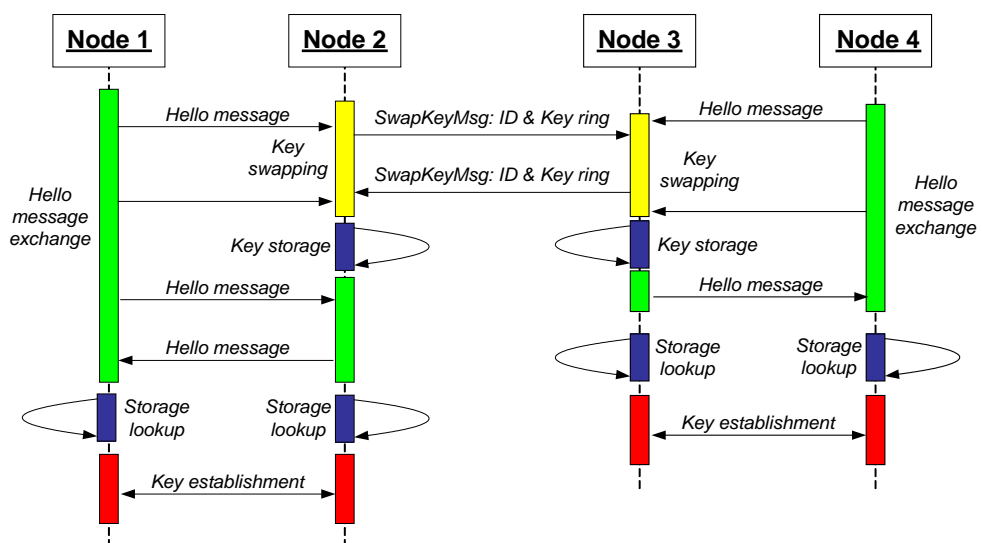 Node 1
Node 2
Node 3
Node 4
Hello message
SwapKeyMsg: ID & Key ring
Hello message
Key
swapping
Key
swapping
SwapKeyMsg: ID & Key ring
Hello
message
exchange
Hello
message
exchange
Key storage
Key storage
Hello message
Hello message
Hello message
Storage
lookup
Storage
lookup
Storage
lookup
Storage
lookup
Key establishment
Key establishment